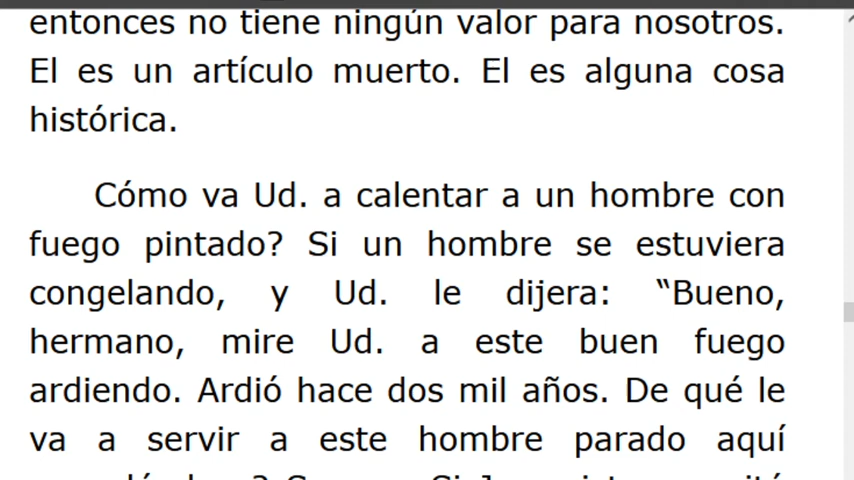 entonces no tiene ningún valor para nosotros.
El es un artículo muerto. El es alguna cosa
histórica.
Cómo va Ud. a calentar a un hombre con
fuego pintado? Si un hombre se estuviera
congelando, y Ud. le dijera: “Bueno,
hermano, mire Ud. a este buen fuego
ardiendo. Ardió hace dos mil años. De qué le
va a servir a este hombre parado aquí